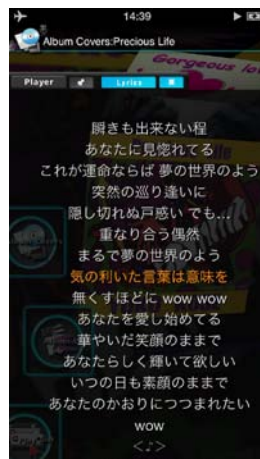 14:39
Album Covers:Precious Life
Gorgeous lo
Player
Lyrics
瞬きも出来ない程
あなたに見惚れてる
これが運命ならば 夢の世界のよう
突然の巡り逢いに
隠し切れぬ戸惑い でも...
重なり合う偶然
まるで夢の世界のよう
気の利いた言葉は意味を
無くすほどに wow wow
あなたを愛し始めてる
華やいだ笑顔のままで
あなたらしく輝いて欲しい
いつの日も素顔のままで
あなたのかおりにつつまれたい
wow
<♪>